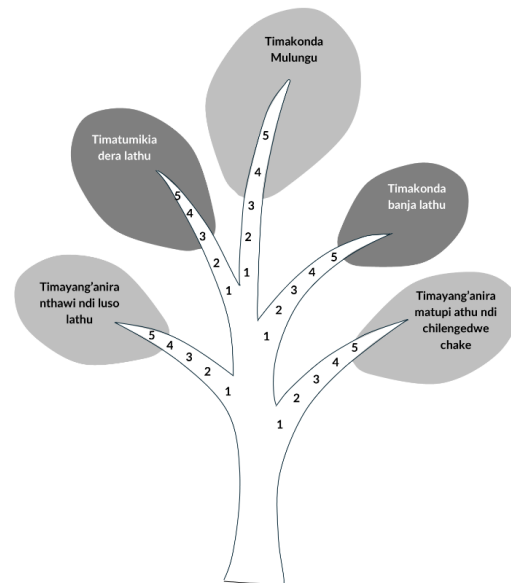 Timakonda
Mulungu
5
4
3
2
1
Timatumikia
dera lathu
5
4
3
2
1
Timakonda
banja lathu
5
4
3
2
1
Timayang'anira
nthawi ndi luso
lathu
5
4
3
2
1
Timayang'anira
matupi athu ndi
chilengedwe
chake
5
4
3
2
1